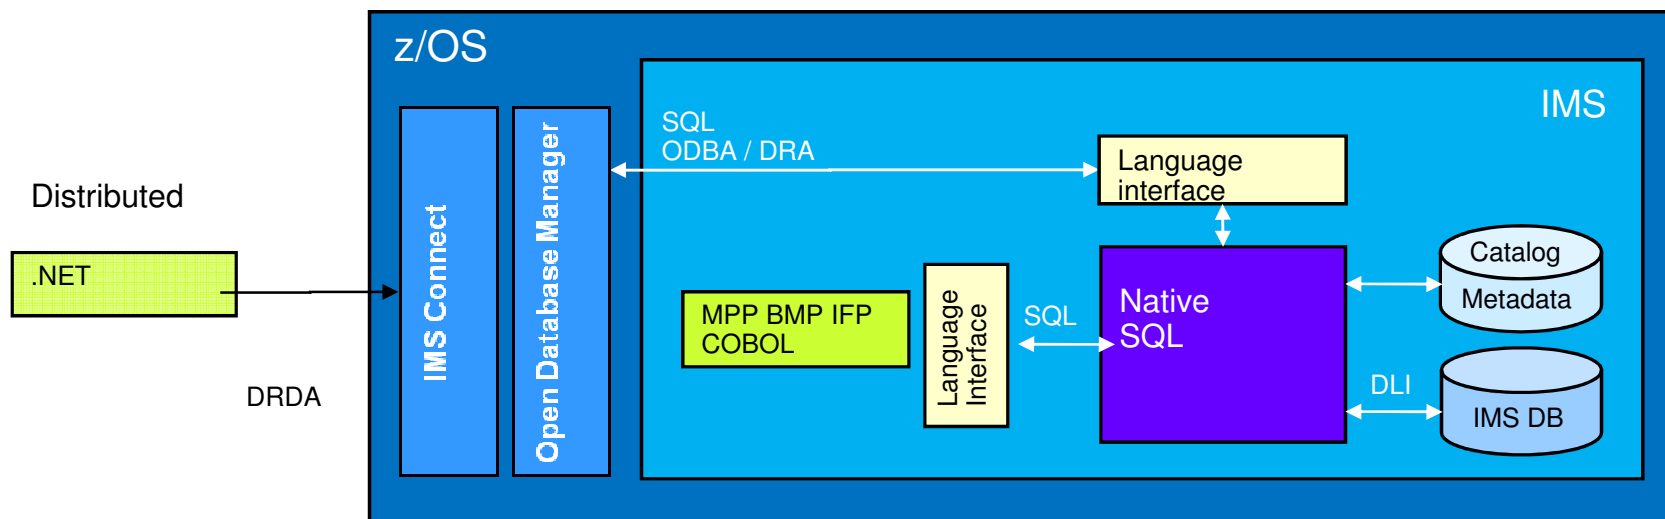 z/OS
IMS
SQL
ODBA / DRA
Language
interface
Distributed
.NET
DRDA
IMS Connect
Open Database Manager
MPP BMP IFP
COBOL
Language
Interface
SQL
Native
SQL
Catalog
Metadata
DLI
IMS DB